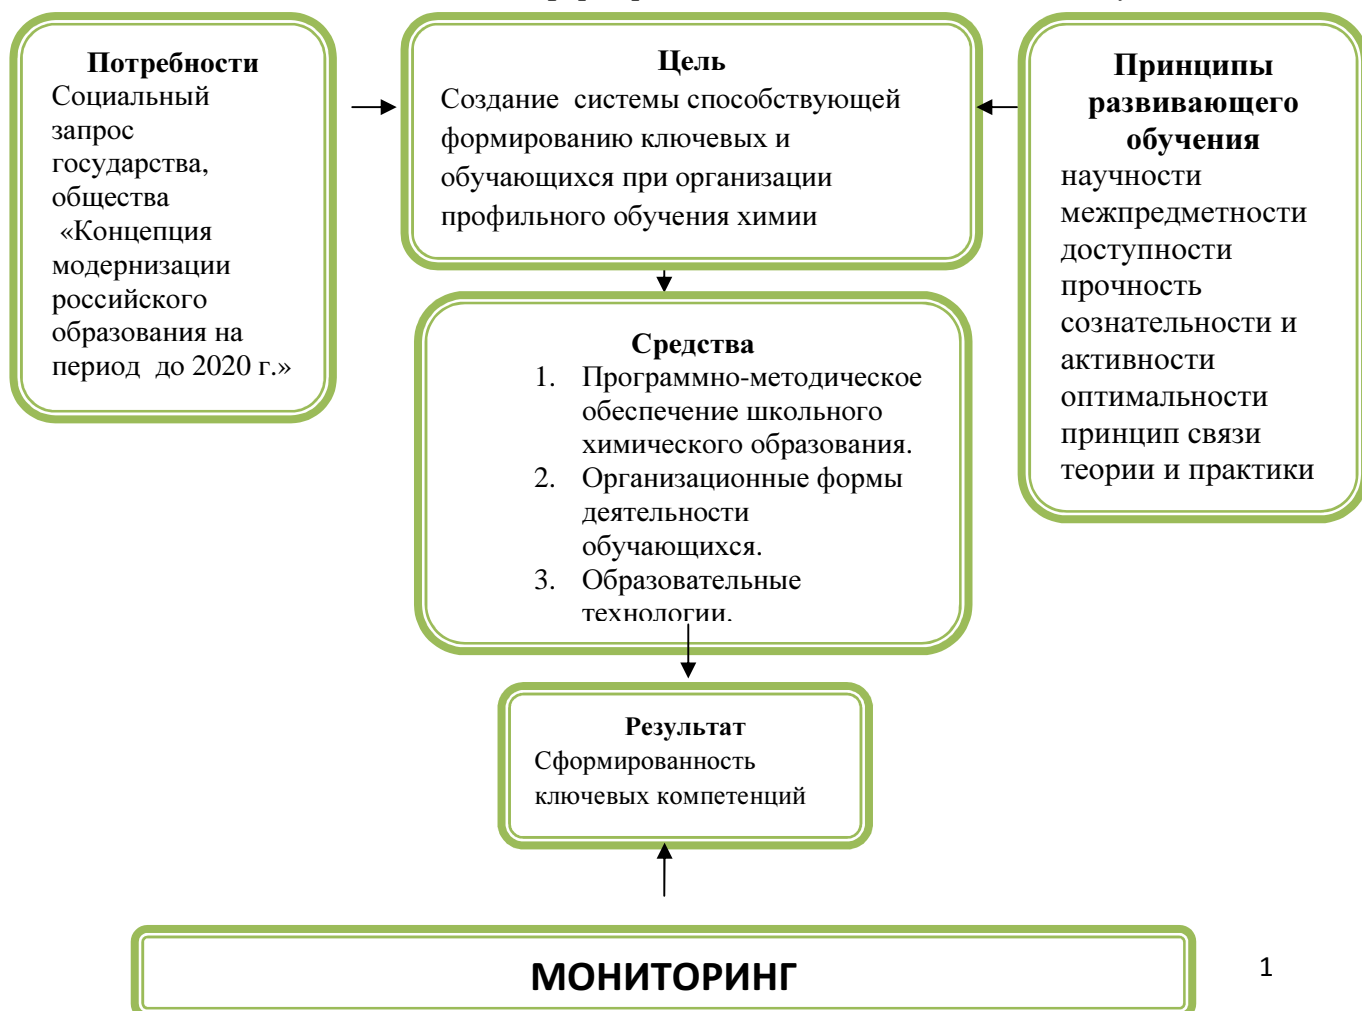 Потребности
Социальный
запрос
государства,
общества
«Концепция
модернизации
российского
образования на
период до 2020 г.»
Цель
Создание системы способствующей
формированию ключевых и
обучающихся при организации
профильного обучения химии
Принципы
развивающего
обучения
научности
межпредметности
доступности
прочность
сознательности и
активности
оптимальности
принцип связи
теории и практики
Средства
1. Программно-методическое
обеспечение школьного
химического образования.
2. Организационные формы
деятельности
обучающихся.
3. Образовательные
технологии.
Результат
Сформированность
ключевых компетенций
МОНИТОРИНГ
1